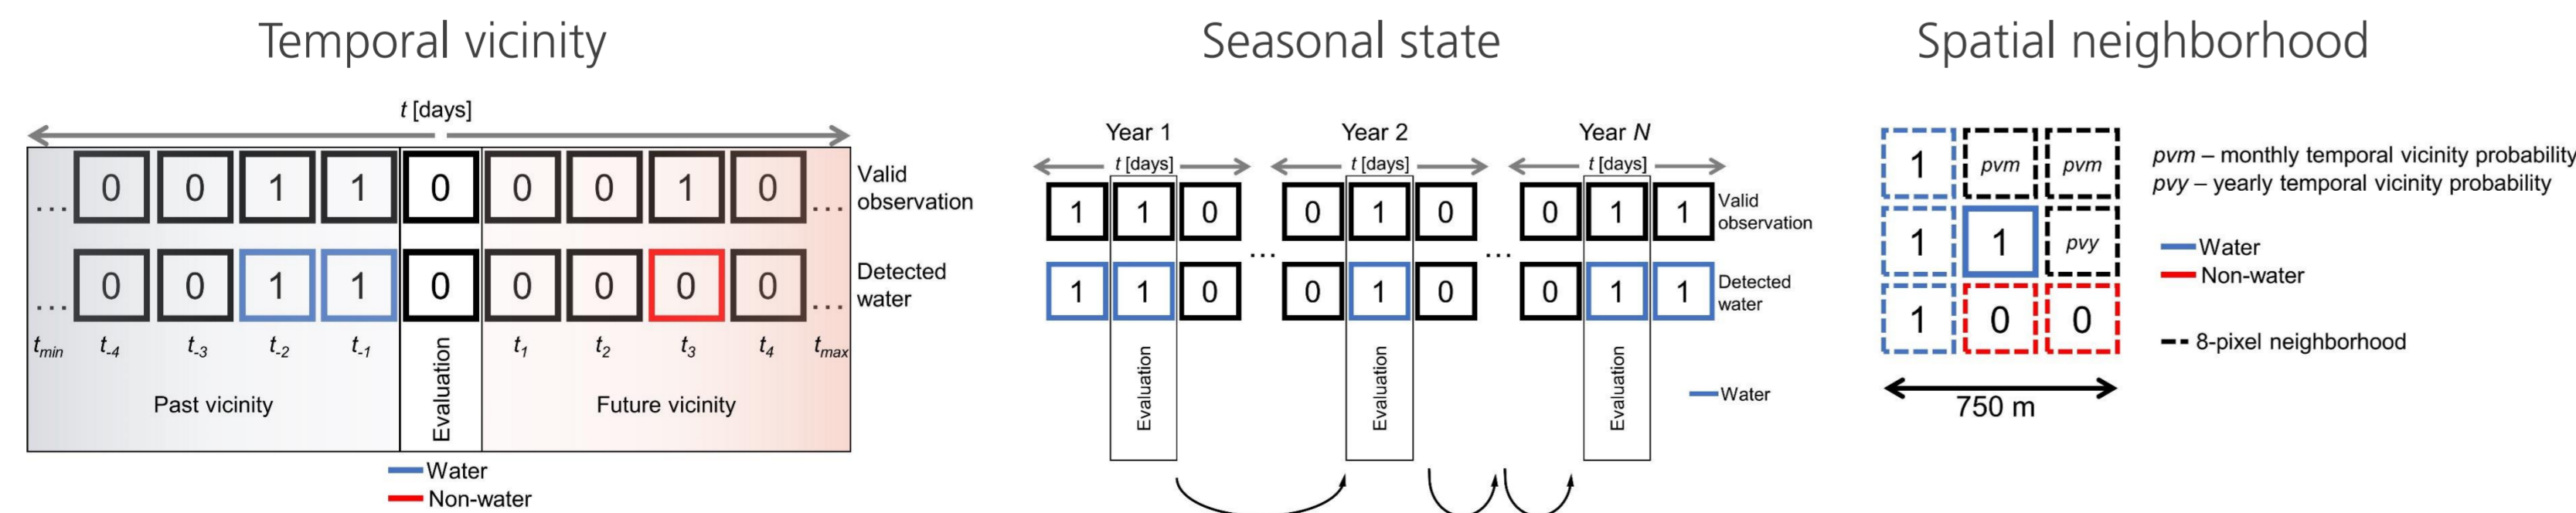 Temporal vicinity
t [days]
0 0 1 1 0 0 0 1 0
Valid
observation
... ...
0 0 1 1 0 0 0 0 0
Detected
water
... ...
tmin t-4 t-3 t-2 t-1 t1 t2 t3 t4 tmax
Past vicinity
Evaluation
Future vicinity
Water
Non-water
Seasonal state
Year 1 Year 2 Year N
t [days] t [days] t [days]
1 1 0 0 1 0 0 1 1
Valid
observation
... ...
1 1 0 0 1 0 0 1 1
Detected
water
Evaluation Evaluation Evaluation
Water
Spatial neighborhood
1 pvm pvm
1 1 pvy
1 0 0
750 m
pvm – monthly temporal vicinity probability
pvy – yearly temporal vicinity probability
Water
Non-water
8-pixel neighborhood